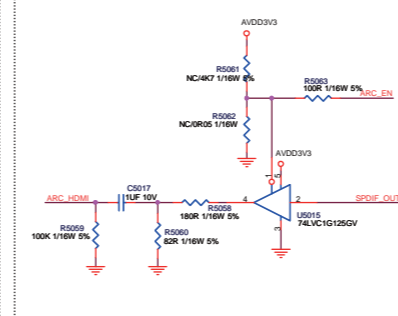 AVDD3V3
R5061
NC/4K7 1/16W 5%
R5063
100R 1/16W 5%
ARC_EN
R5062
NC/0R05 1/16W
AVDD3V3
1
5
C5017
1UF 10V
ARC_HDMI
R5058
180R 1/16W 5%
4
2
SPDIF_OUT
U5015
74LVC1G125GV
3
R5059
100K 1/16W 5%
R5060
82R 1/16W 5%